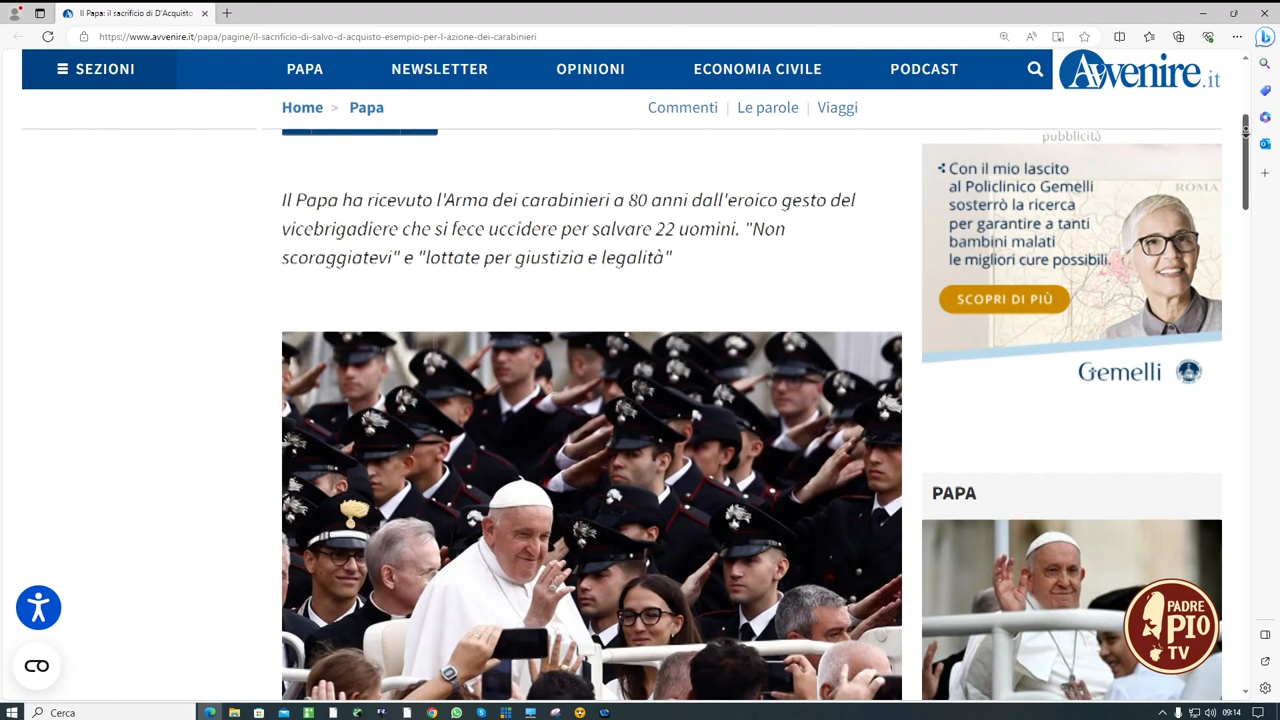 Il Papa: il sacrificio di D'Acquisto
https://www.avvenire.it/papa/pagine/il-sacrificio-di-salvo-d-acquisto-esempio-per-l-azione-dei-carabinieri
SEZIONI PAPA NEWSLETTER OPINIONI ECONOMIA CIVILE PODCAST Avvenire.it
Home > Papa Commenti | Le parole | Viaggi
pubblicità
Il Papa ha ricevuto l'Arma dei carabinieri a 80 anni dall'eroico gesto del
vicebrigadiere che si fece uccidere per salvare 22 uomini. "Non
scoraggiatevi" e "lottate per giustizia e legalità"
Con il mio lascito
al Policlinico Gemelli
sosterrò la ricerca
per garantire a tanti
bambini malati
le migliori cure possibili.
ROMA
SCOPRI DI PIÙ
Gemelli
PAPA
PADRE
PIO
TV
Cerca
09:14